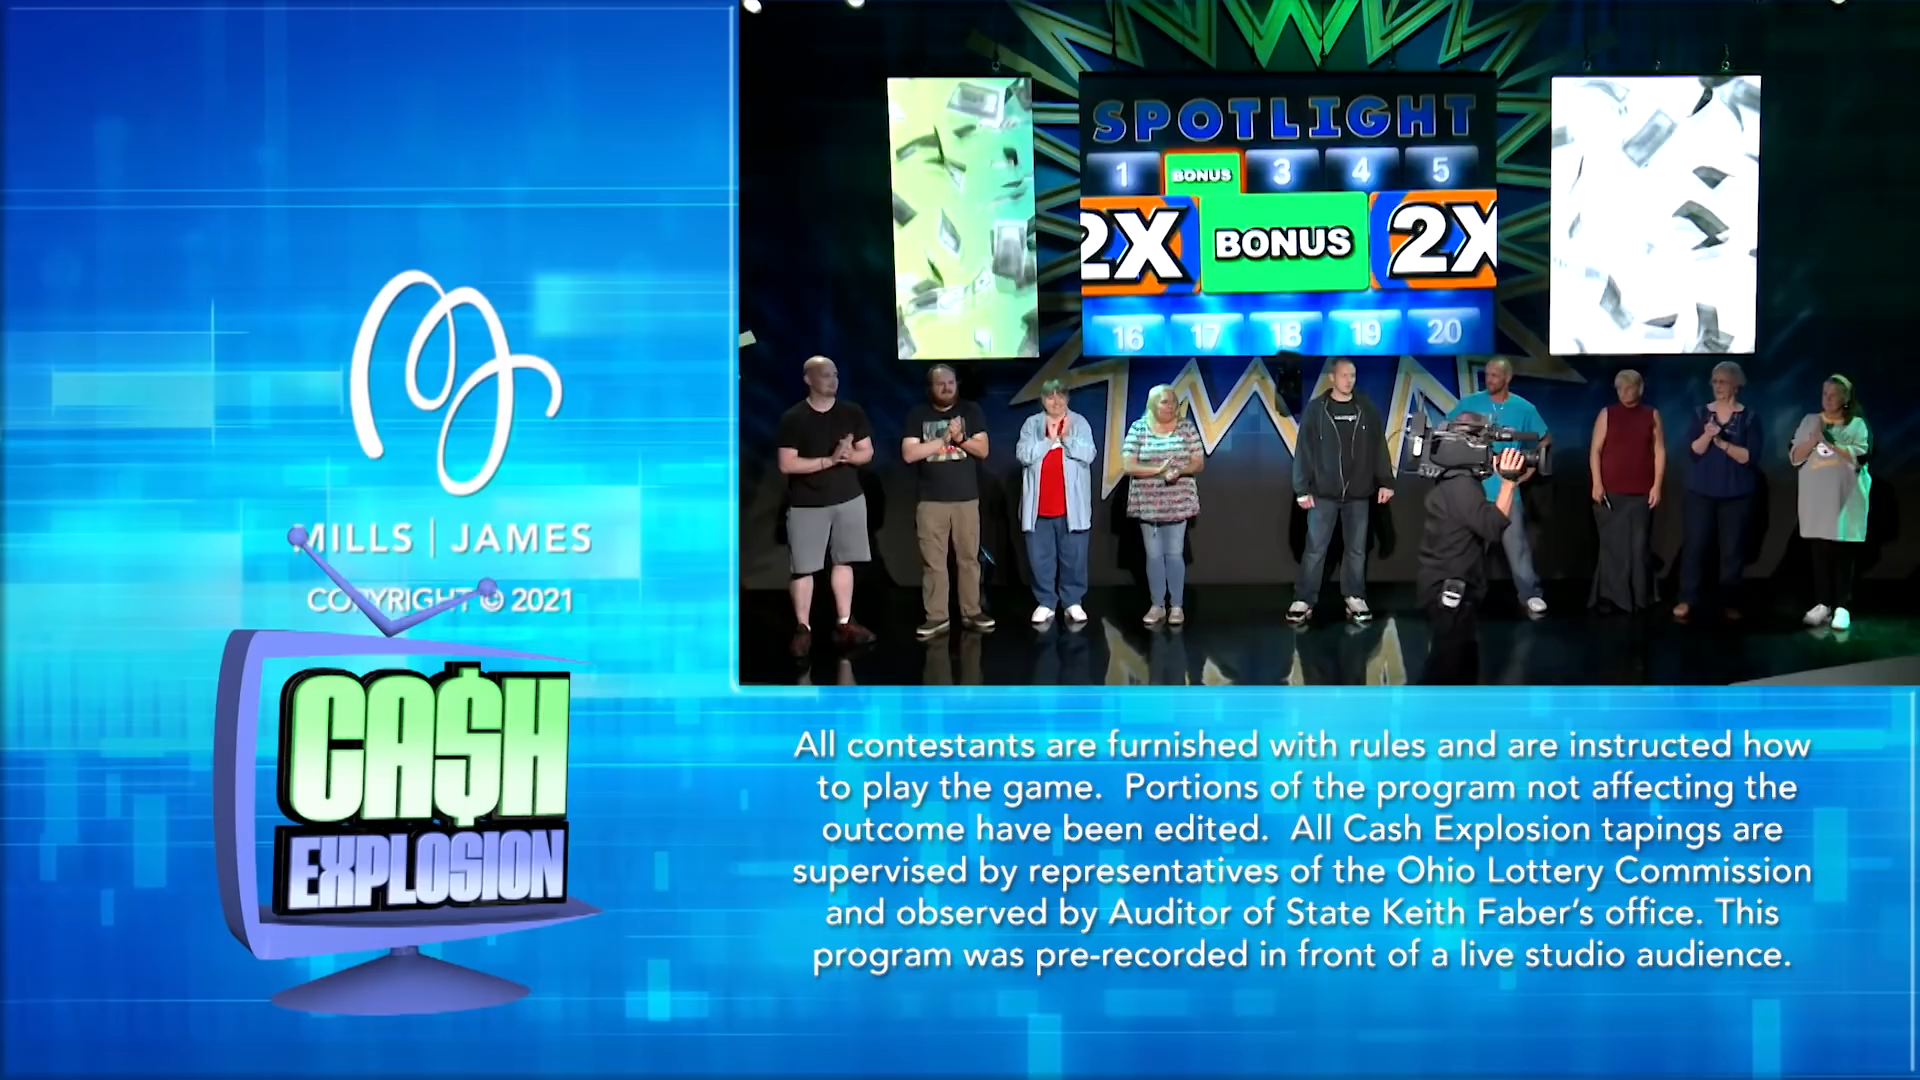 SPOTLIGHT
1 BONUS 3 4 5
2X BONUS 2X
16 17 18 19 20
MILLS | JAMES
COPYRIGHT © 2021
CA$H
EXPLOSION
All contestants are furnished with rules and are instructed how
to play the game. Portions of the program not affecting the
outcome have been edited. All Cash Explosion tapings are
supervised by representatives of the Ohio Lottery Commission
and observed by Auditor of State Keith Faber's office. This
program was pre-recorded in front of a live studio audience.